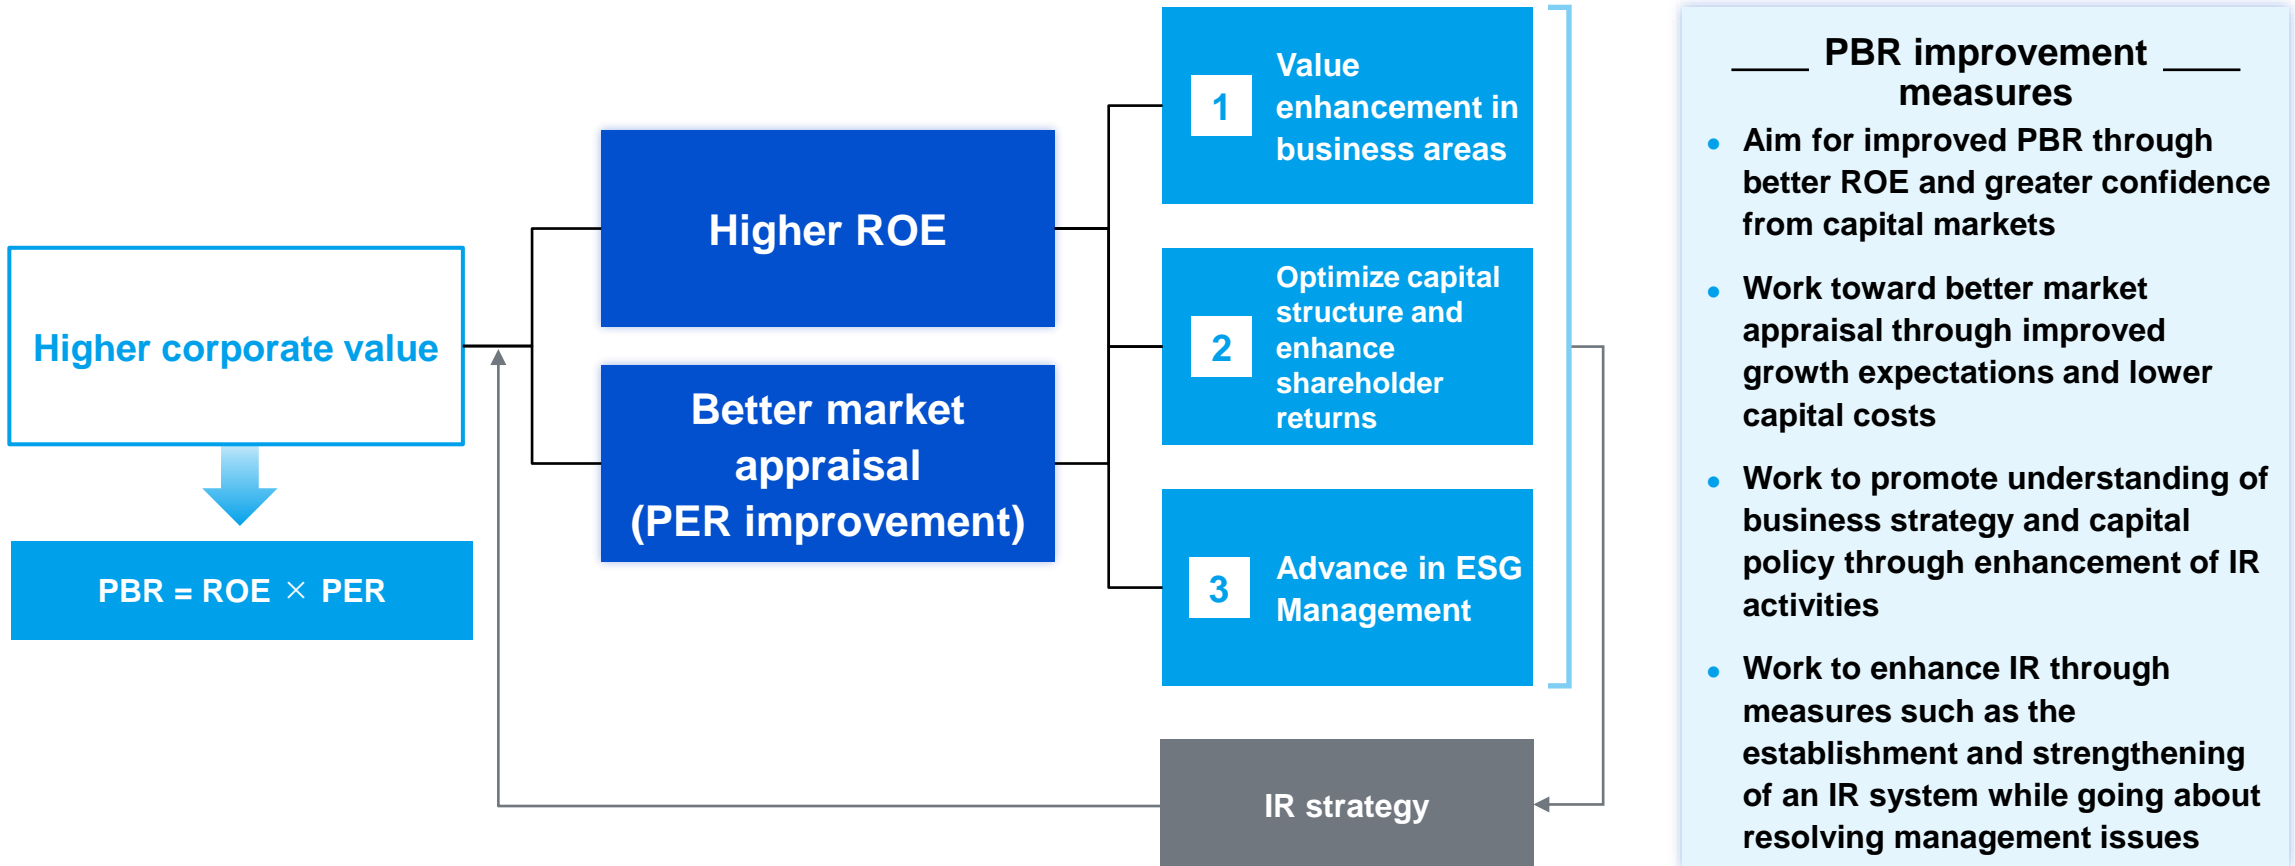 Higher corporate value
PBR = ROE × PER
Higher ROE
Better market
appraisal
(PER improvement)
1
Value
enhancement in
business areas
2
Optimize capital
structure and
enhance
shareholder
returns
3
Advance in ESG
Management
IR strategy
PBR improvement
measures
• Aim for improved PBR through
better ROE and greater confidence
from capital markets
• Work toward better market
appraisal through improved
growth expectations and lower
capital costs
• Work to promote understanding of
business strategy and capital
policy through enhancement of IR
activities
• Work to enhance IR through
measures such as the
establishment and strengthening
of an IR system while going about
resolving management issues